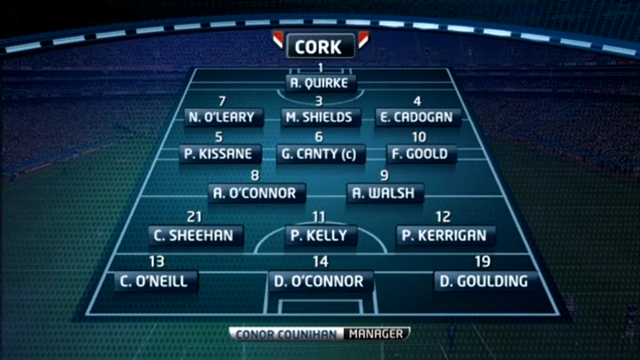 CORK
1
A. QUIRKE
7 3 4
N. O'LEARY M. SHIELDS E. CADOGAN
5 6 10
P. KISSANE G. CANTY (c) F. GOOLD
8 9
A. O'CONNOR A. WALSH
21 11 12
C. SHEEHAN P. KELLY P. KERRIGAN
13 14 19
C. O'NEILL D. O'CONNOR D. GOULDING
CONOR COUNIHAN MANAGER